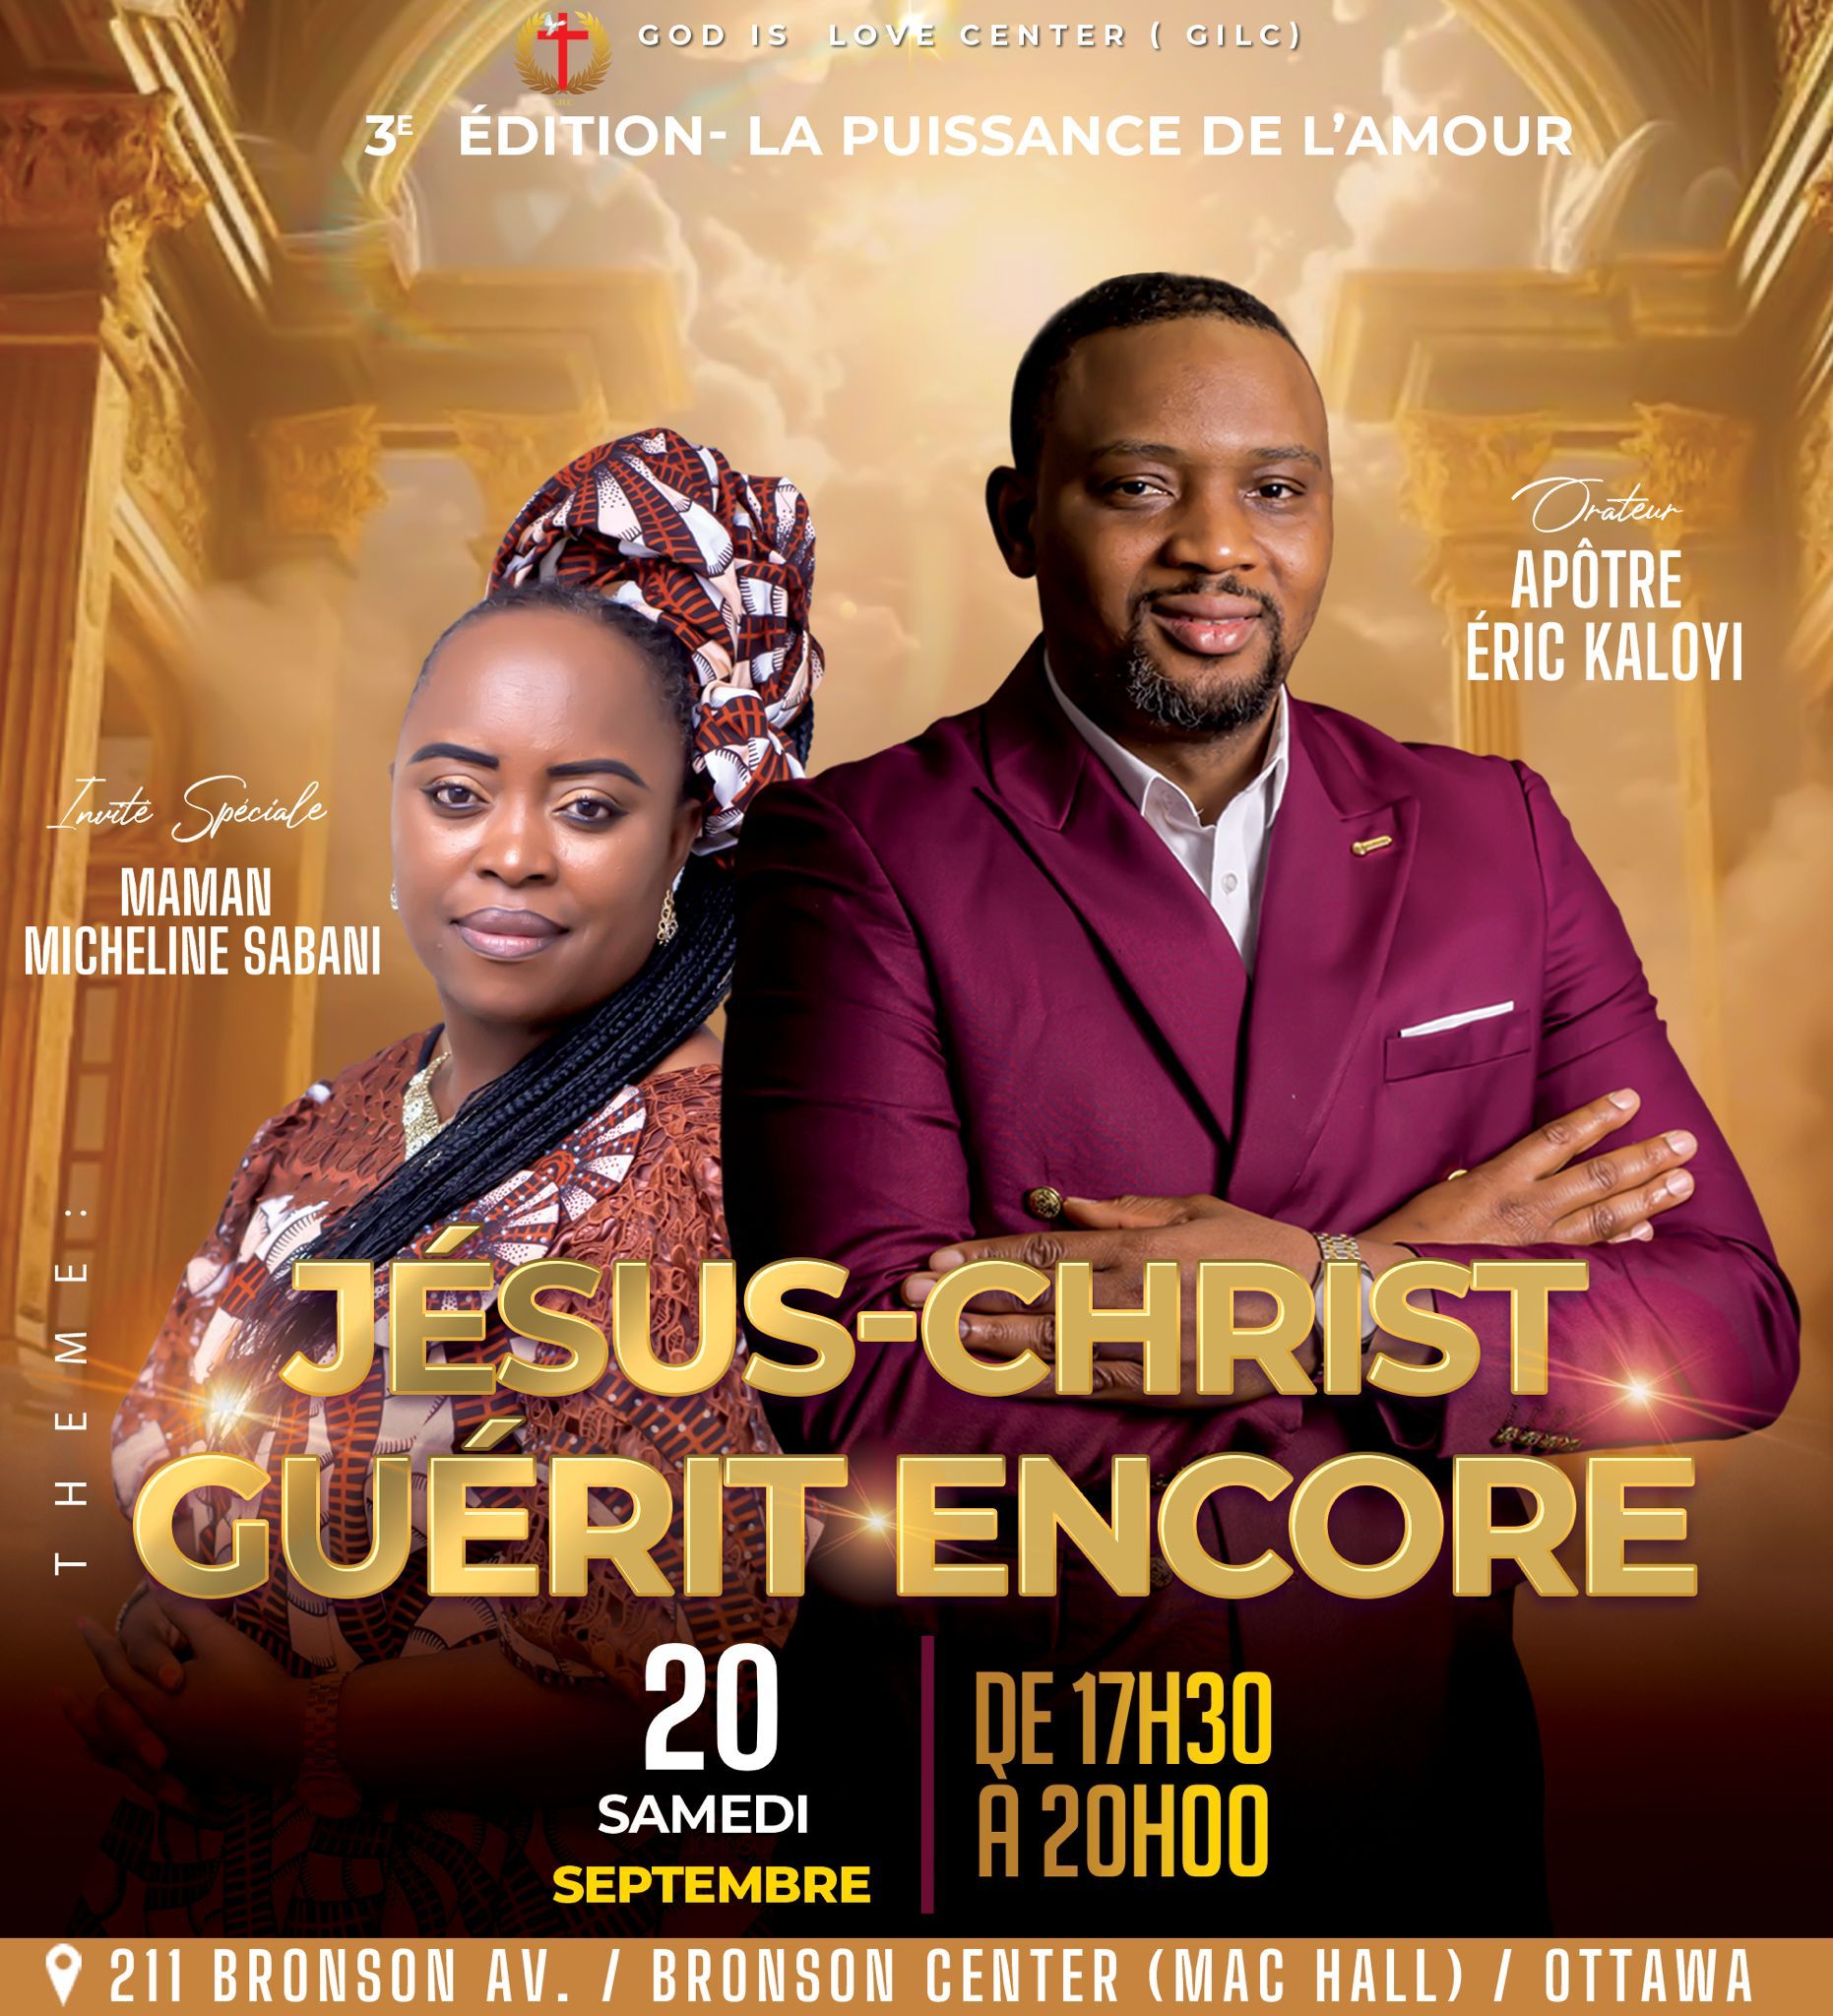 GOD IS LOVE CENTER ( GILC)
3E ÉDITION- LA PUISSANCE DE L'AMOUR
Orateur
APÔTRE
ÉRIC KALOYI
Invité Spéciale
MAMAN
MICHELINE SABANI
THEME:
JÉSUS-CHRIST
GUÉRIT ENCORE
20
SAMEDI
SEPTEMBRE
DE 17H30
À 20H00
211 BRONSON AV. / BRONSON CENTER (MAC HALL) / OTTAWA